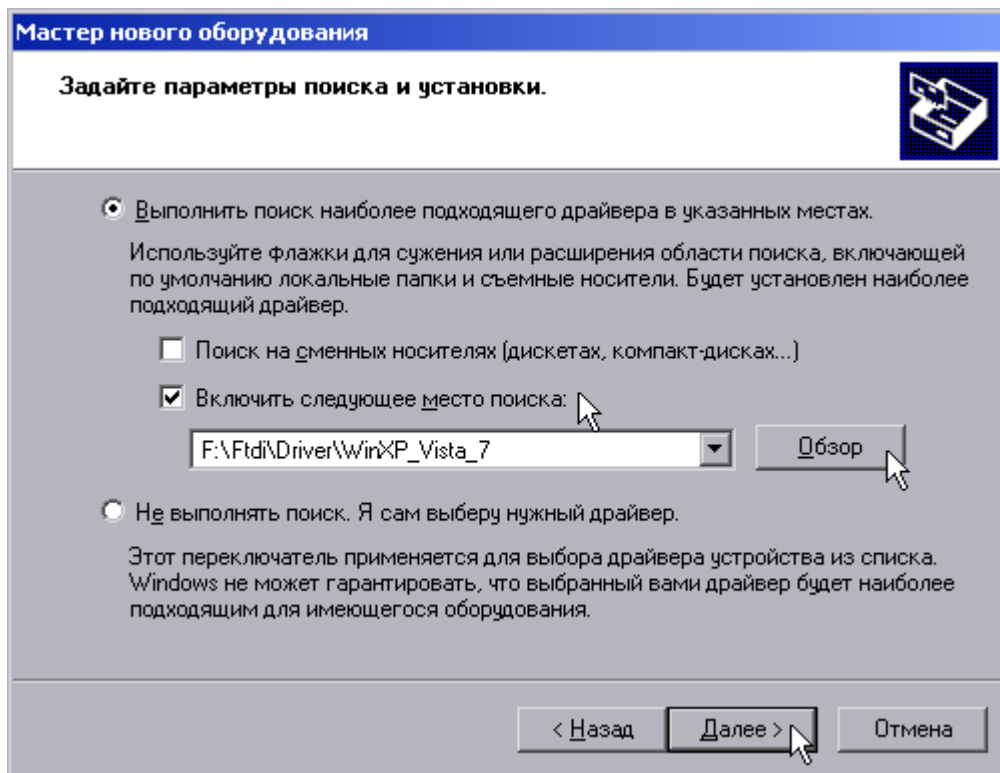 Мастер нового оборудования
Задайте параметры поиска и установки.
Выполнить поиск наиболее подходящего драйвера в указанных местах.
Используйте флажки для сужения или расширения области поиска, включающей
по умолчанию локальные папки и съемные носители. Будет установлен наиболее
подходящий драйвер.
Поиск на сменных носителях (дискетах, компакт-дисках...)
Включить следующее место поиска:
F:\Ftdi\Driver\WinXP_Vista_7
Обзор
Не выполнять поиск. Я сам выберу нужный драйвер.
Этот переключатель применяется для выбора драйвера устройства из списка.
Windows не может гарантировать, что выбранный вами драйвер будет наиболее
подходящим для имеющегося оборудования.
< Назад Далее > Отмена